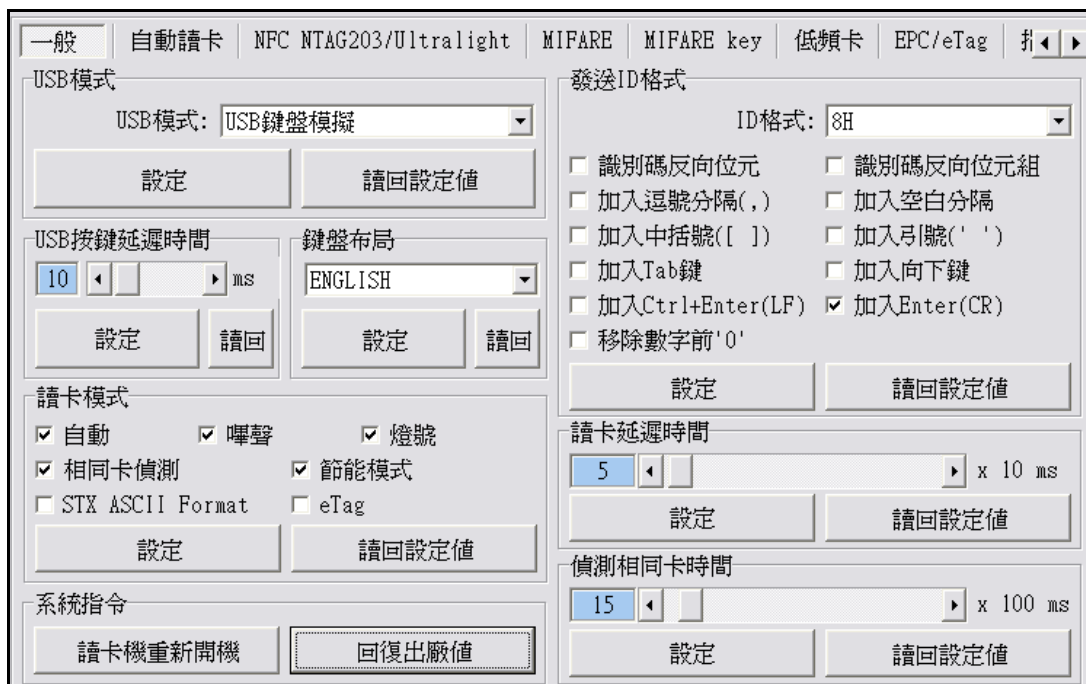 一般 自動讀卡 NFC NTAG203/Ultralight MIFARE MIFARE key 低頻卡 EPC/eTag
USB模式
USB模式: USB鍵盤模擬
設定 讀回設定值
USB按鍵延遲時間
10 ms
設定 讀回
鍵盤布局
ENGLISH
設定 讀回
讀卡模式
自動 嗶聲 燈號
相同卡偵測 節能模式
STX ASCII Format eTag
設定 讀回設定值
系統指令
讀卡機重新開機 回復出廠值
發送ID格式
ID格式: 8H
識別碼反向位元 識別碼反向位元組
加入逗號分隔(,) 加入空白分隔
加入中括號([ ]) 加入引號(' ')
加入Tab鍵 加入向下鍵
加入Ctrl+Enter(LF) 加入Enter(CR)
移除數字前'0'
設定 讀回設定值
讀卡延遲時間
5 x 10 ms
設定 讀回設定值
偵測相同卡時間
15 x 100 ms
設定 讀回設定值